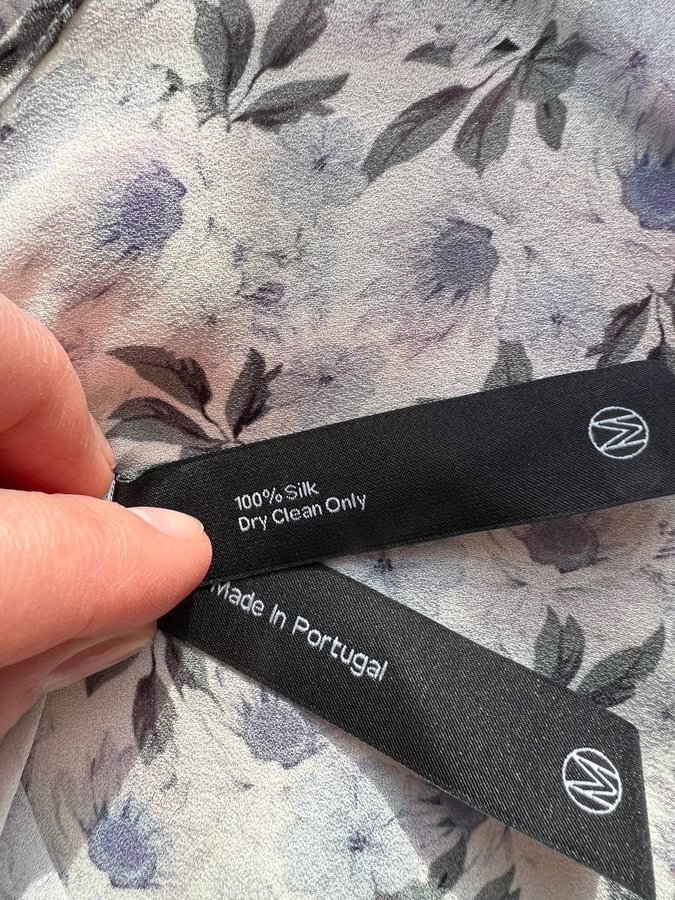 100% Silk
Dry Clean Only
Made In Portugal